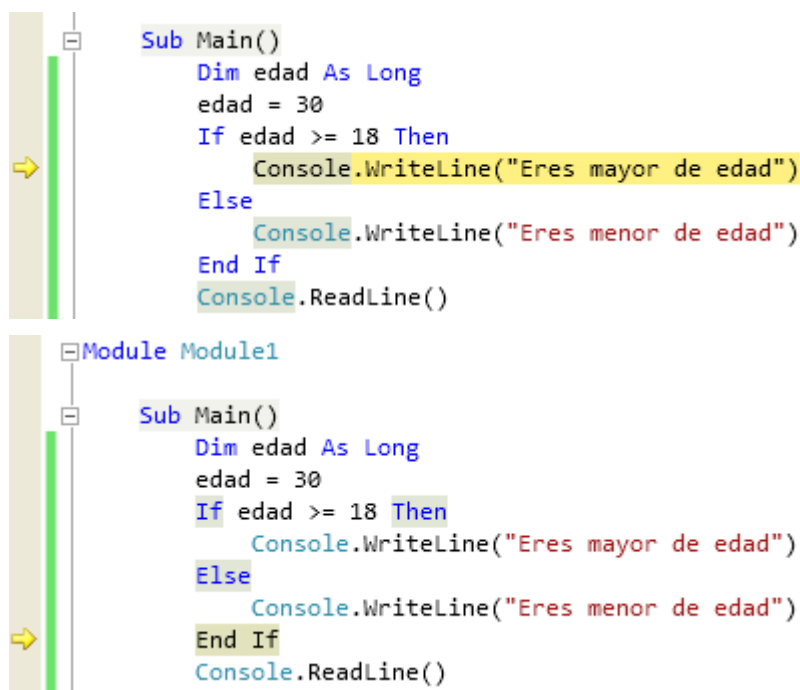 Sub Main()
Dim edad As Long
edad = 30
If edad >= 18 Then
Console.WriteLine("Eres mayor de edad")
Else
Console.WriteLine("Eres menor de edad")
End If
Console.ReadLine()
Module Module1
Sub Main()
Dim edad As Long
edad = 30
If edad >= 18 Then
Console.WriteLine("Eres mayor de edad")
Else
Console.WriteLine("Eres menor de edad")
End If
Console.ReadLine()